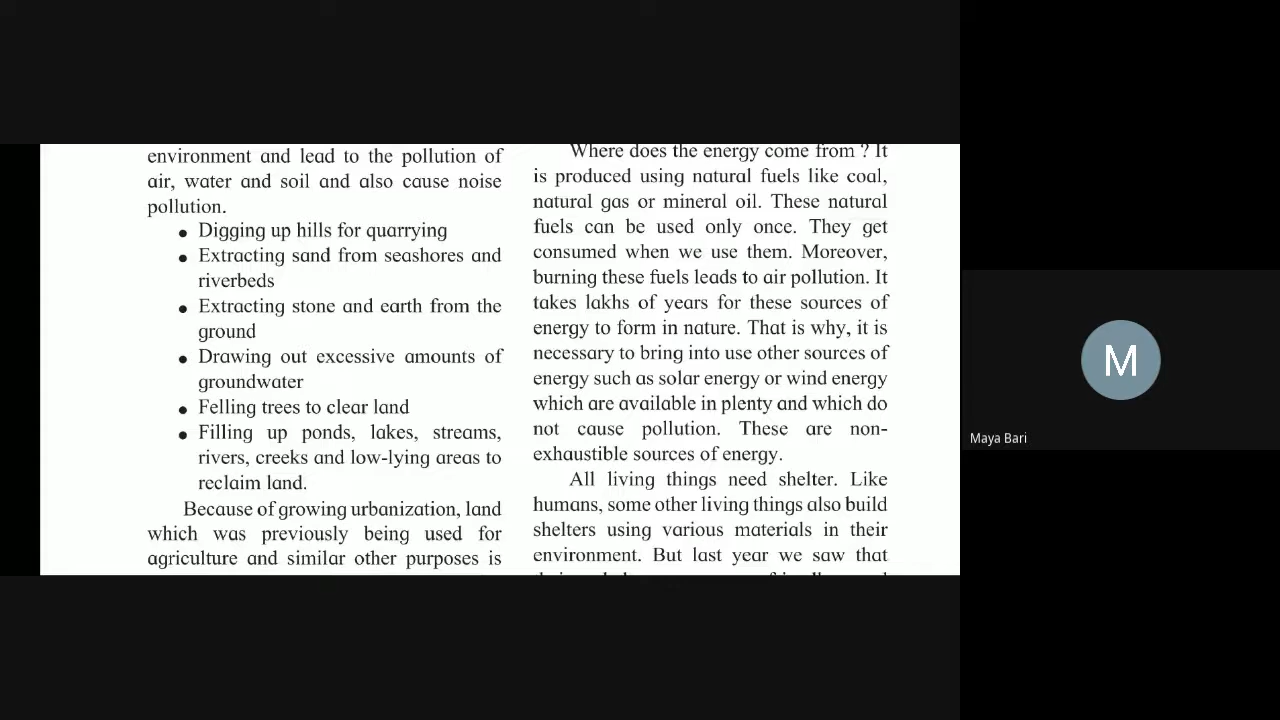 environment and lead to the pollution of
air, water and soil and also cause noise
pollution.
● Digging up hills for quarrying
● Extracting sand from seashores and
riverbeds
● Extracting stone and earth from the
ground
● Drawing out excessive amounts of
groundwater
● Felling trees to clear land
● Filling up ponds, lakes, streams,
rivers, creeks and low-lying areas to
reclaim land.
Because of growing urbanization, land
which was previously being used for
agriculture and similar other purposes is
Where does the energy come from ? It
is produced using natural fuels like coal,
natural gas or mineral oil. These natural
fuels can be used only once. They get
consumed when we use them. Moreover,
burning these fuels leads to air pollution. It
takes lakhs of years for these sources of
energy to form in nature. That is why, it is
necessary to bring into use other sources of
energy such as solar energy or wind energy
which are available in plenty and which do
not cause pollution. These are non-
exhaustible sources of energy.
All living things need shelter. Like
humans, some other living things also build
shelters using various materials in their
environment. But last year we saw that
M
Maya Bari